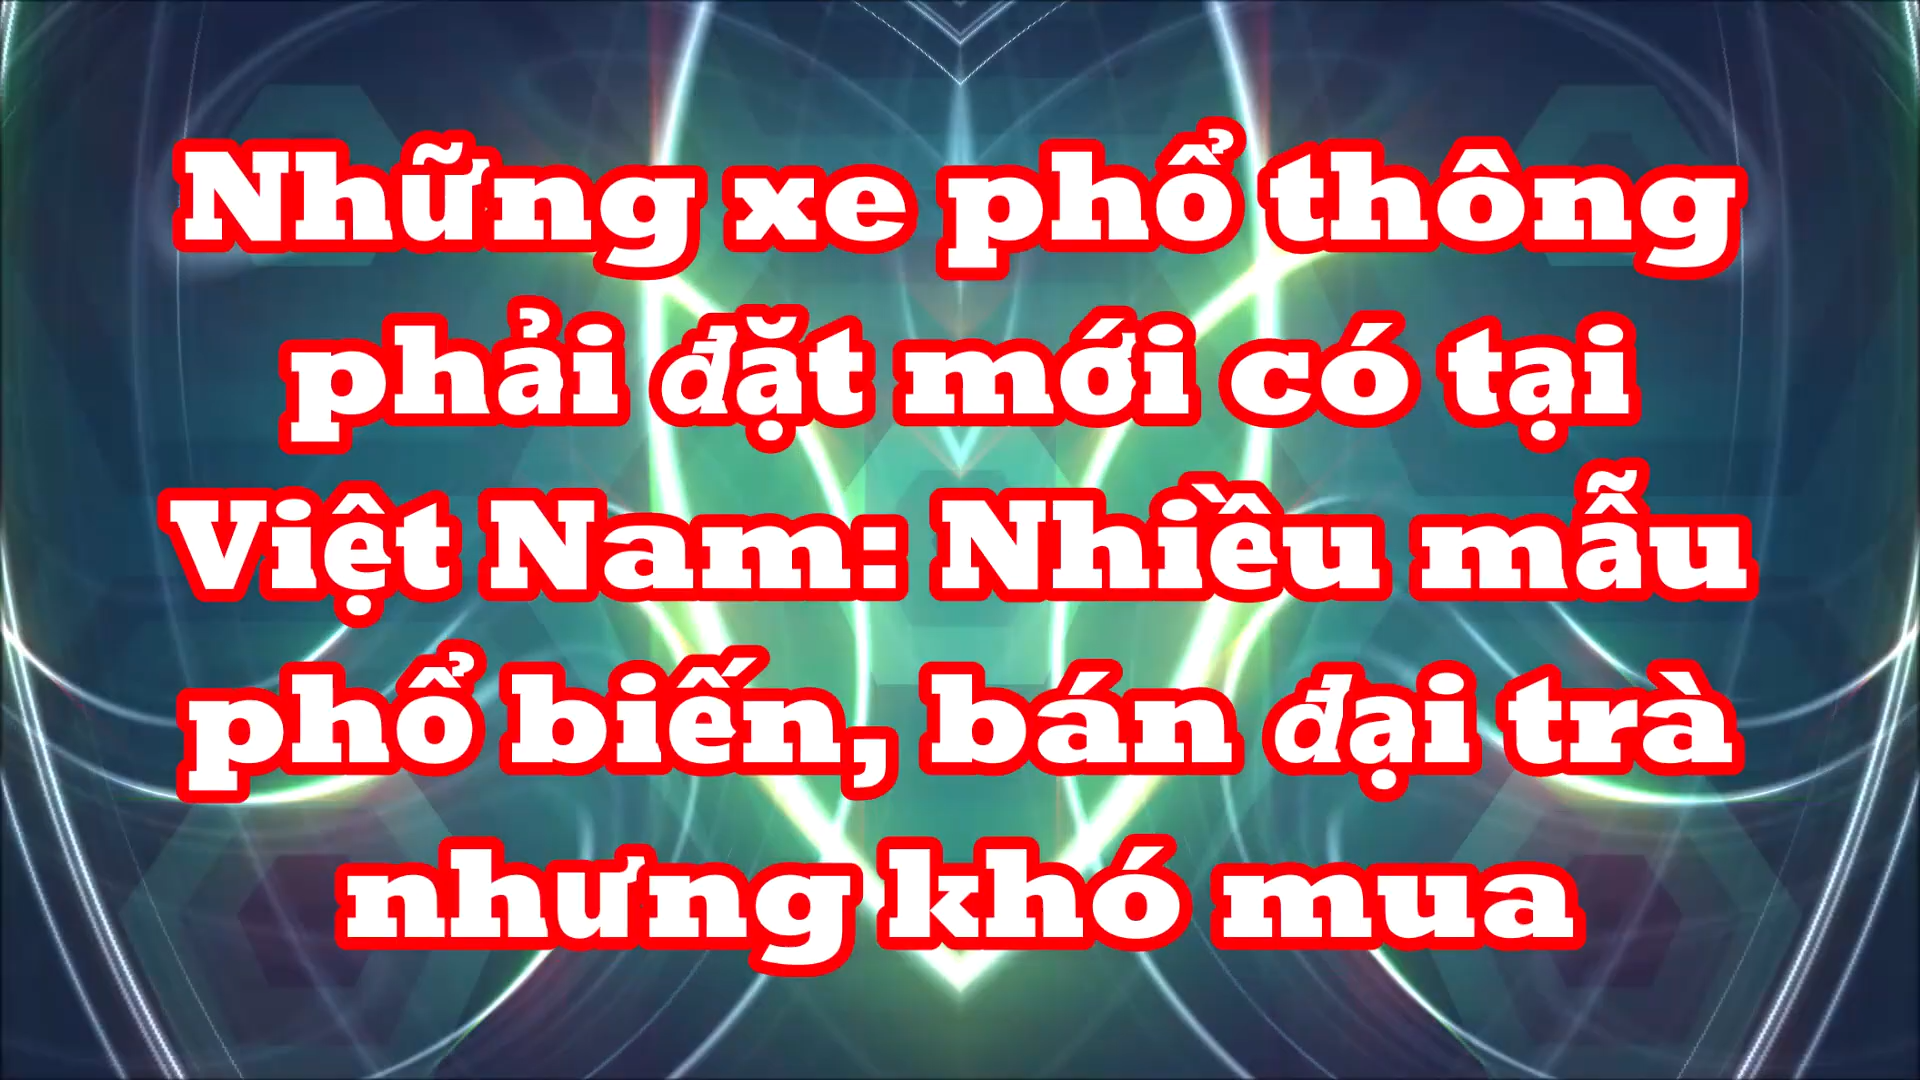 Những xe phổ thông
phải đặt mới có tại
Việt Nam: Nhiều mẫu
phổ biến, bán đại trà
nhưng khó mua